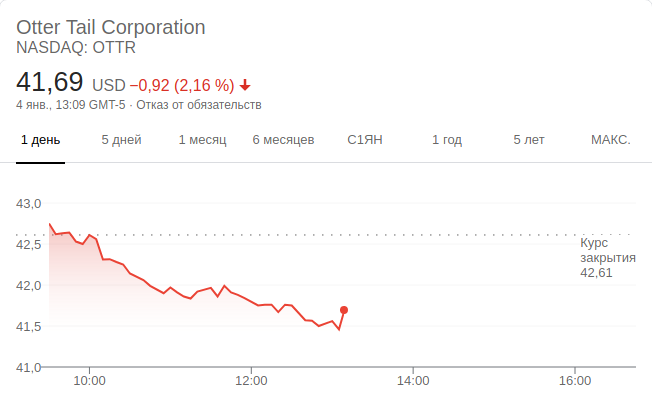 Otter Tail Corporation
NASDAQ: OTTR
41,69 USD −0,92 (2,16 %)
4 янв., 13:09 GMT-5 · Отказ от обязательств
1 день 5 дней 1 месяц 6 месяцев С1ЯН 1 год 5 лет МАКС.
43,0
42,5
42,0
41,5
41,0
Курс
закрытия
42,61
10:00 12:00 14:00 16:00